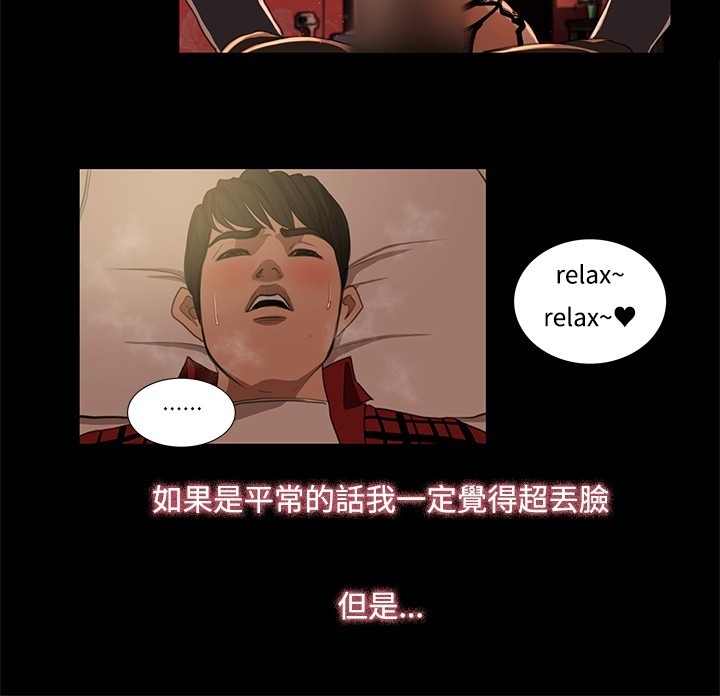 relax~
relax~♥
……
如果是平常的話我一定覺得超丟臉
但是…